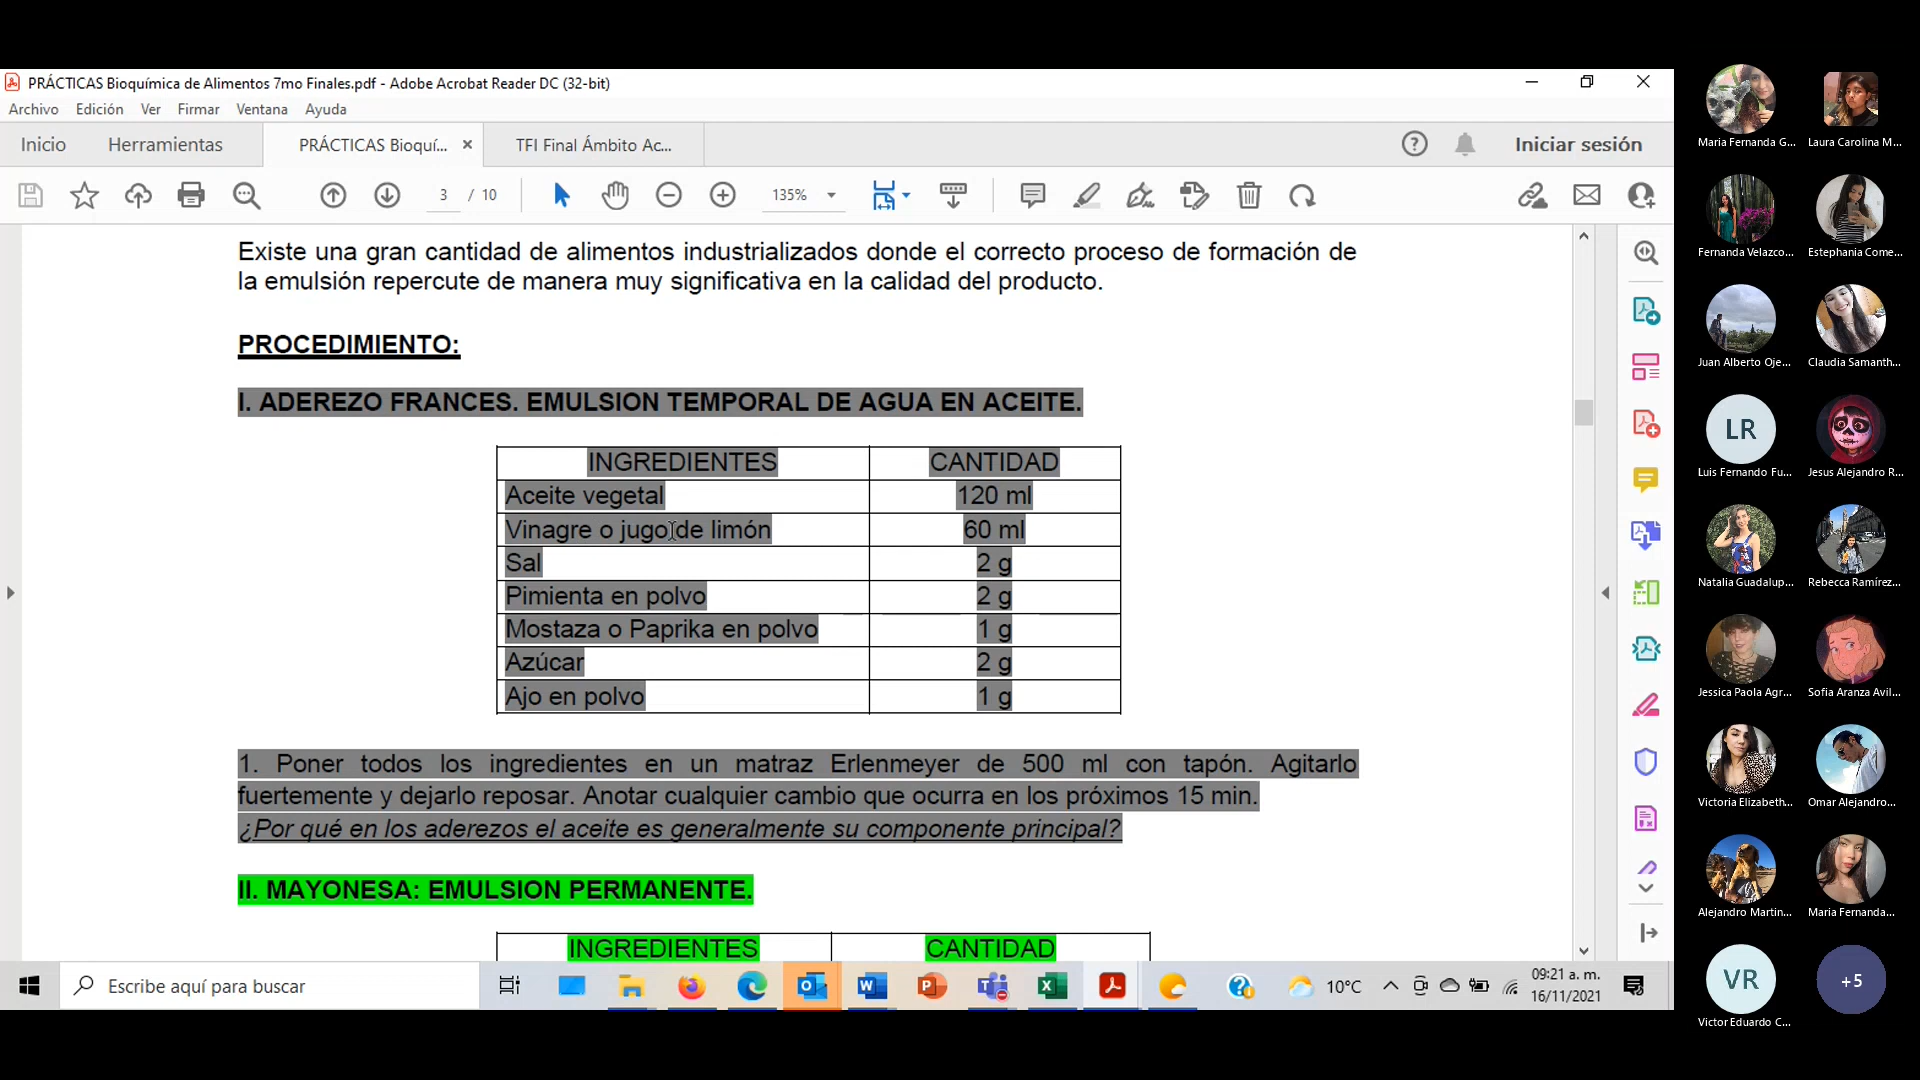 PRÁCTICAS Bioquímica de Alimentos 7mo Finales.pdf - Adobe Acrobat Reader DC (32-bit)
Archivo Edición Ver Firmar Ventana Ayuda
Inicio Herramientas PRÁCTICAS Bioquí... TFI Final Ámbito Ac... Iniciar sesión
3 / 10 135%
Existe una gran cantidad de alimentos industrializados donde el correcto proceso de formación de
la emulsión repercute de manera muy significativa en la calidad del producto.
PROCEDIMIENTO:
I. ADEREZO FRANCES. EMULSION TEMPORAL DE AGUA EN ACEITE.
INGREDIENTES CANTIDAD
Aceite vegetal 120 ml
Vinagre o jugo de limón 60 ml
Sal 2 g
Pimienta en polvo 2 g
Mostaza o Paprika en polvo 1 g
Azúcar 2 g
Ajo en polvo 1 g
1. Poner todos los ingredientes en un matraz Erlenmeyer de 500 ml con tapón. Agitarlo
fuertemente y dejarlo reposar. Anotar cualquier cambio que ocurra en los próximos 15 min.
¿Por qué en los aderezos el aceite es generalmente su componente principal?
II. MAYONESA: EMULSION PERMANENTE.
INGREDIENTES CANTIDAD
Escribe aquí para buscar
10°C
09:21 a. m.
16/11/2021
Maria Fernanda G... Laura Carolina M...
Fernanda Velazco... Estephania Come...
Juan Alberto Oje... Claudia Samanth...
LR
Luis Fernando Fu... Jesus Alejandro R...
Natalia Guadalup... Rebecca Ramírez...
Jessica Paola Agr... Sofia Aranza Avil...
Victoria Elizabeth... Omar Alejandro...
Alejandro Martin... Maria Fernanda...
VR +5
Victor Eduardo C...